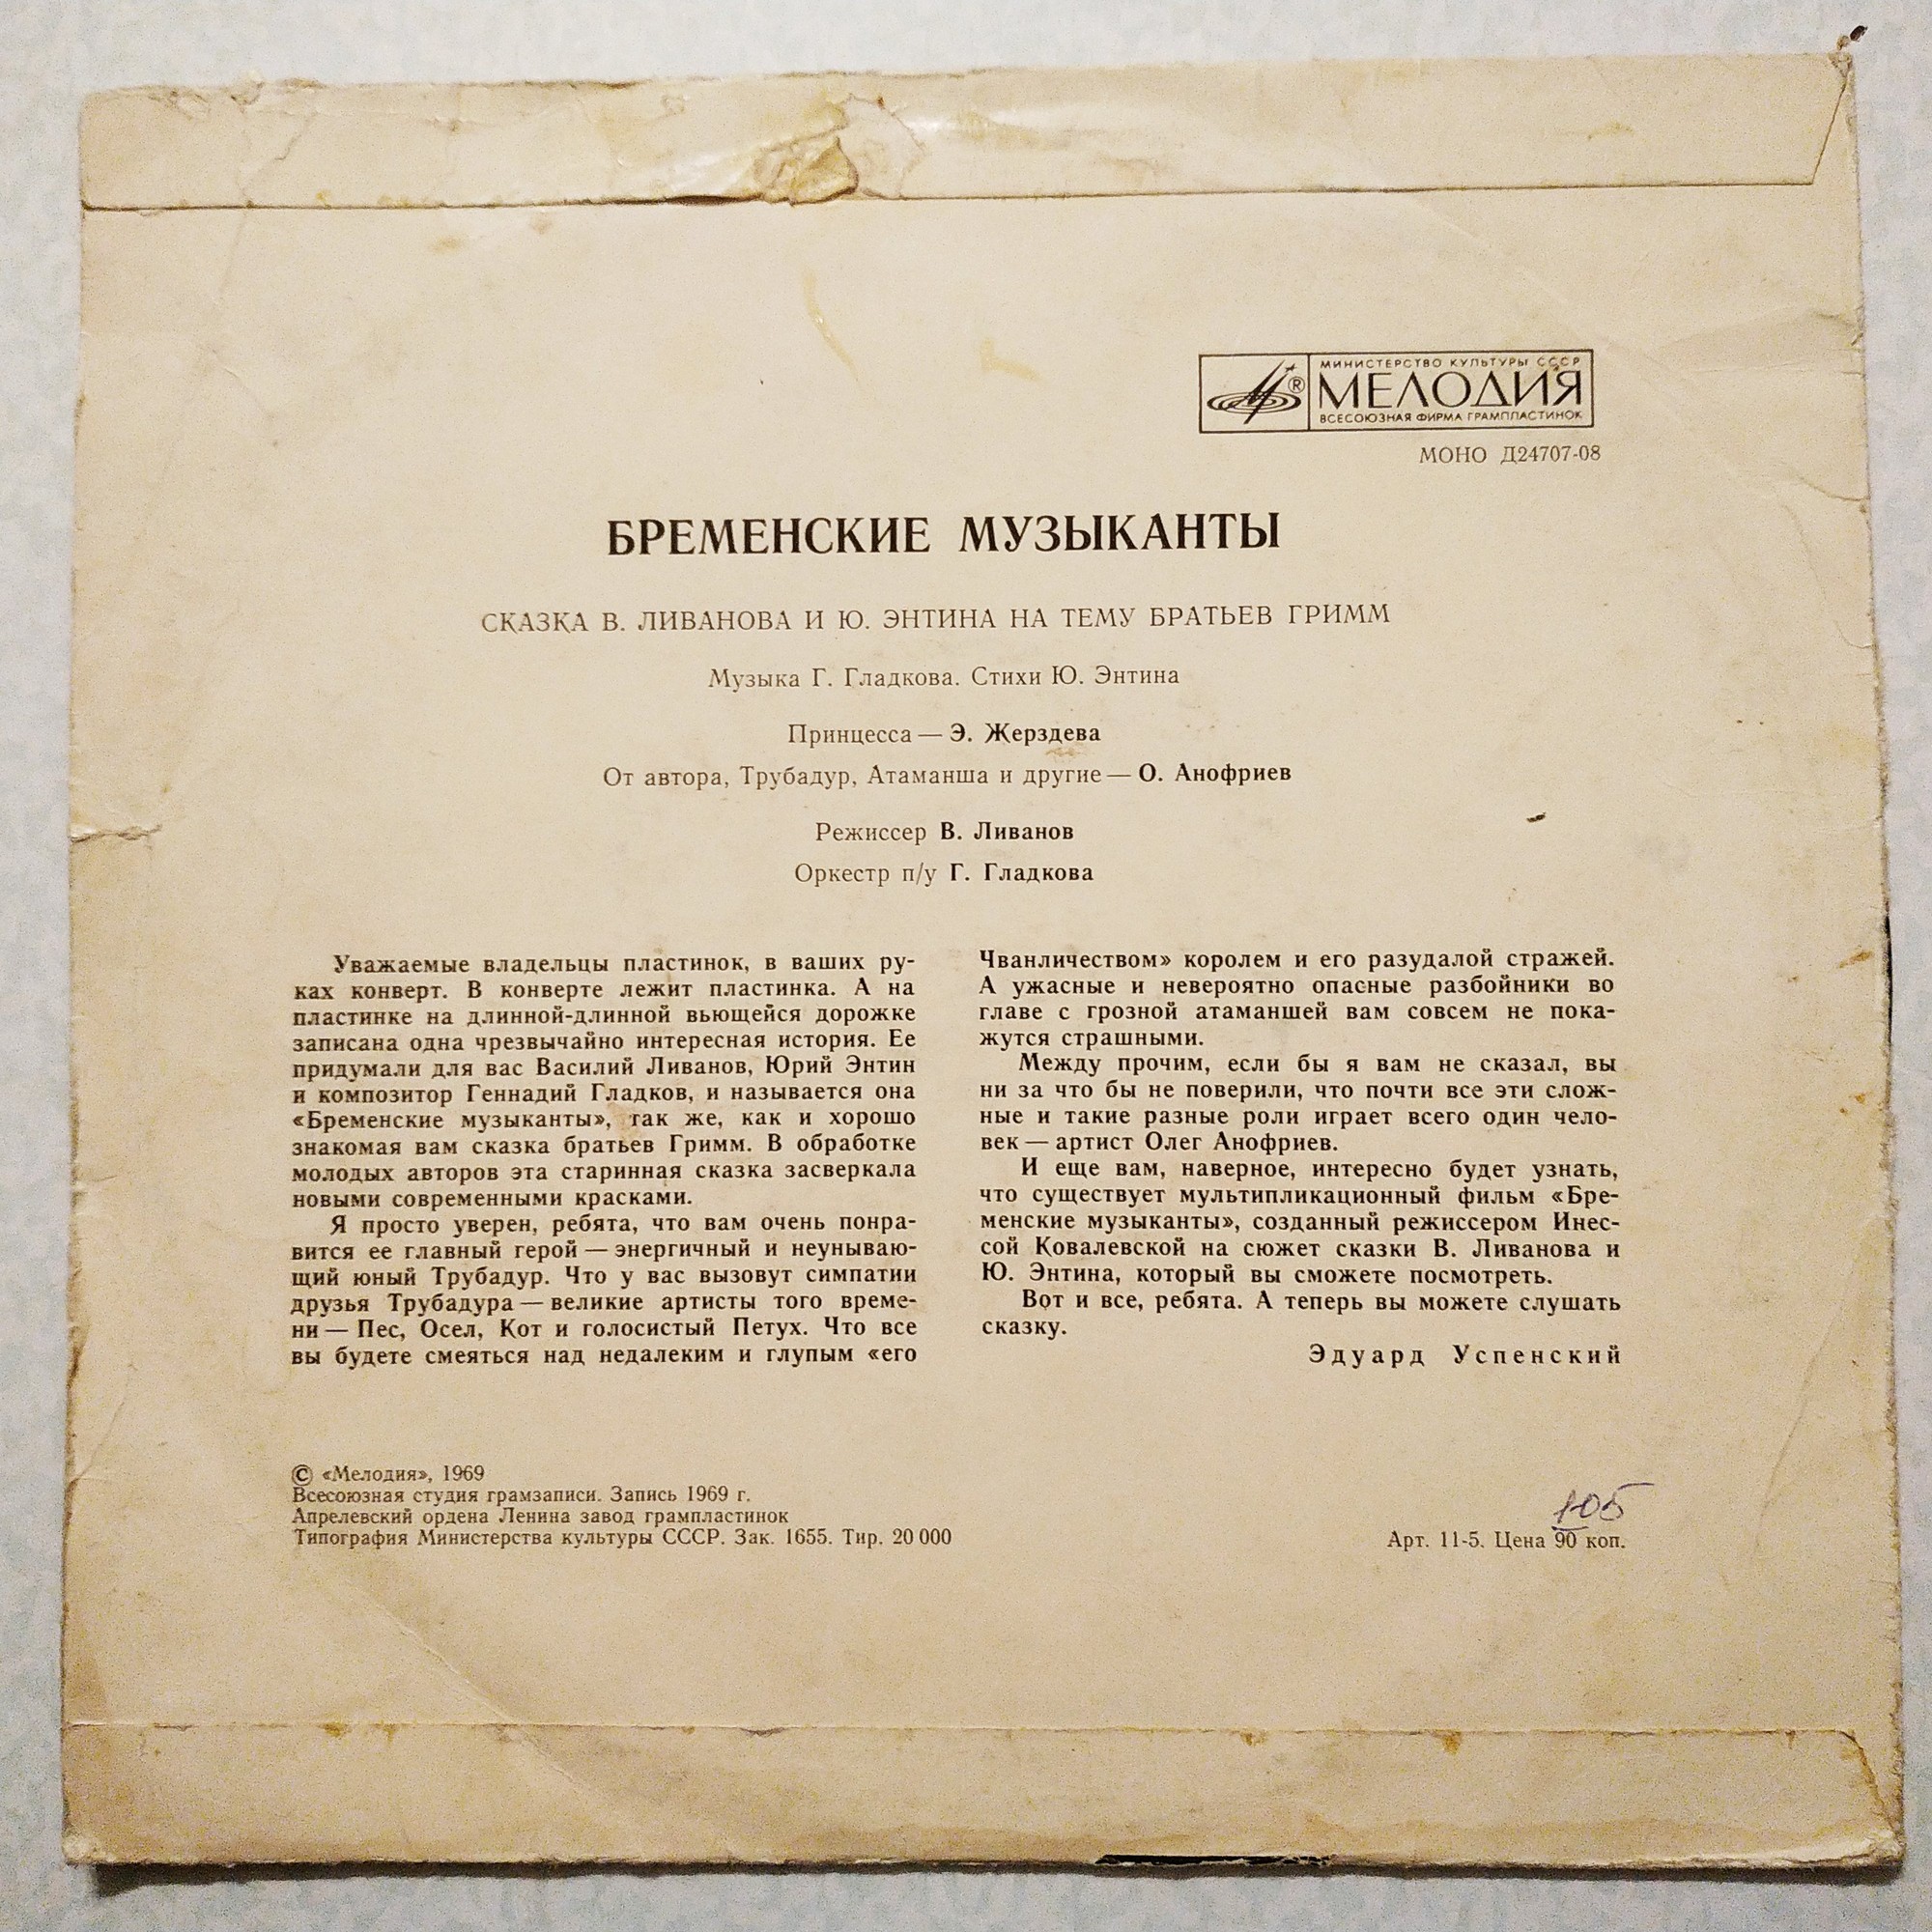 МИНИСТЕРСТВО КУЛЬТУРЫ СССР
®
МЕЛОДИЯ
ВСЕСОЮЗНАЯ ФИРМА ГРАМПЛАСТИНОК
МОНО Д24707-08
БРЕМЕНСКИЕ МУЗЫКАНТЫ
СКАЗКА В. ЛИВАНОВА И Ю. ЭНТИНА НА ТЕМУ БРАТЬЕВ ГРИММ
Музыка Г. Гладкова. Стихи Ю. Энтина
Принцесса — Э. Жерздева
От автора, Трубадур, Атаманша и другие — О. Анофриев
Режиссер В. Ливанов
Оркестр п/у Г. Гладкова
Уважаемые владельцы пластинок, в ваших ру-
ках конверт. В конверте лежит пластинка. А на
пластинке на длинной-длинной вьющейся дорожке
записана одна чрезвычайно интересная история. Ее
придумали для вас Василий Ливанов, Юрий Энтин
и композитор Геннадий Гладков, и называется она
«Бременские музыканты», так же, как и хорошо
знакомая вам сказка братьев Гримм. В обработке
молодых авторов эта старинная сказка засверкала
новыми современными красками.
Я просто уверен, ребята, что вам очень понра-
вится ее главный герой — энергичный и неунываю-
щий юный Трубадур. Что у вас вызовут симпатии
друзья Трубадура — великие артисты того време-
ни — Пес, Осел, Кот и голосистый Петух. Что все
вы будете смеяться над недалеким и глупым «его
Чванличеством» королем и его разудалой стражей.
А ужасные и невероятно опасные разбойники во
главе с грозной атаманшей вам совсем не пока-
жутся страшными.
Между прочим, если бы я вам не сказал, вы
ни за что бы не поверили, что почти все эти слож-
ные и такие разные роли играет всего один чело-
век — артист Олег Анофриев.
И еще вам, наверное, интересно будет узнать,
что существует мультипликационный фильм «Бре-
менские музыканты», созданный режиссером Инес-
сой Ковалевской на сюжет сказки В. Ливанова и
Ю. Энтина, который вы сможете посмотреть.
Вот и все, ребята. А теперь вы можете слушать
сказку.
Эдуард Успенский
© «Мелодия», 1969
Всесоюзная студия грамзаписи. Запись 1969 г.
Апрелевский ордена Ленина завод грампластинок
Типография Министерства культуры СССР. Зак. 1655. Тир. 20 000
105
Арт. 11-5. Цена 90 коп.